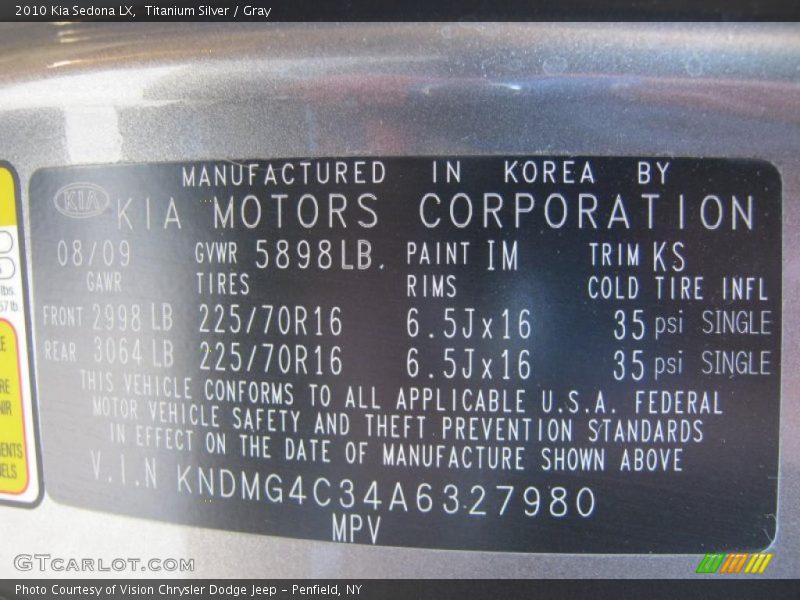 2010 Kia Sedona LX, Titanium Silver / Gray
MANUFACTURED IN KOREA BY
KIA KIA MOTORS CORPORATION
08/09 GVWR 5898LB. PAINT IM TRIM KS
GAWR TIRES RIMS COLD TIRE INFL
FRONT 2998 LB 225/70R16 6.5Jx16 35 psi SINGLE
REAR 3064 LB 225/70R16 6.5Jx16 35 psi SINGLE
THIS VEHICLE CONFORMS TO ALL APPLICABLE U.S.A. FEDERAL
MOTOR VEHICLE SAFETY AND THEFT PREVENTION STANDARDS
IN EFFECT ON THE DATE OF MANUFACTURE SHOWN ABOVE
V.I.N KNDMG4C34A6327980
MPV
GTCarlot.com
Photo Courtesy of Vision Chrysler Dodge Jeep - Penfield, NY